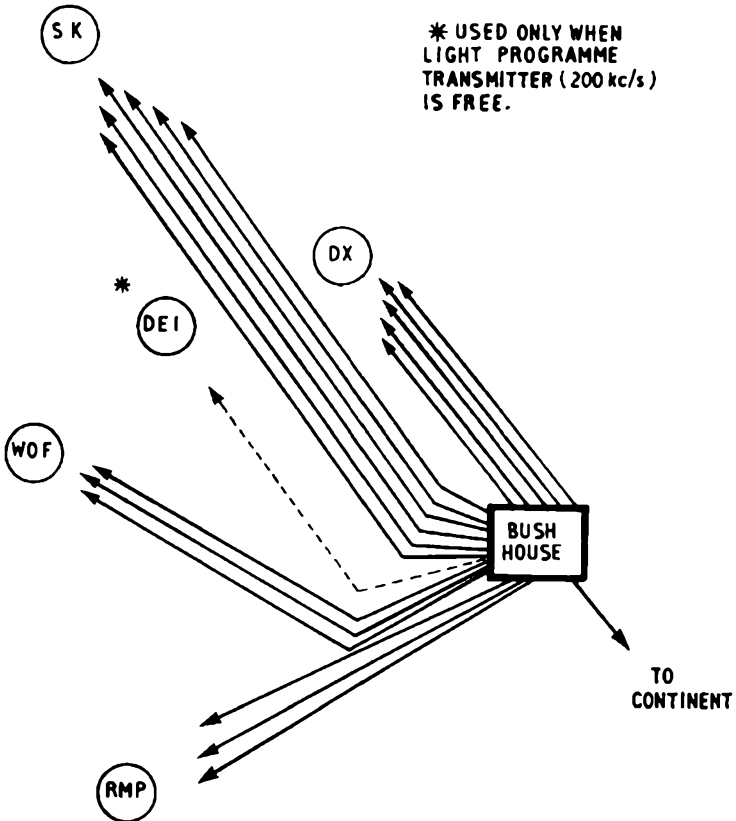 SK
* USED ONLY WHEN
LIGHT PROGRAMME
TRANSMITTER (200 kc/s)
IS FREE.
DX
*
DEI
WOF
BUSH
HOUSE
TO
CONTINENT
RMP